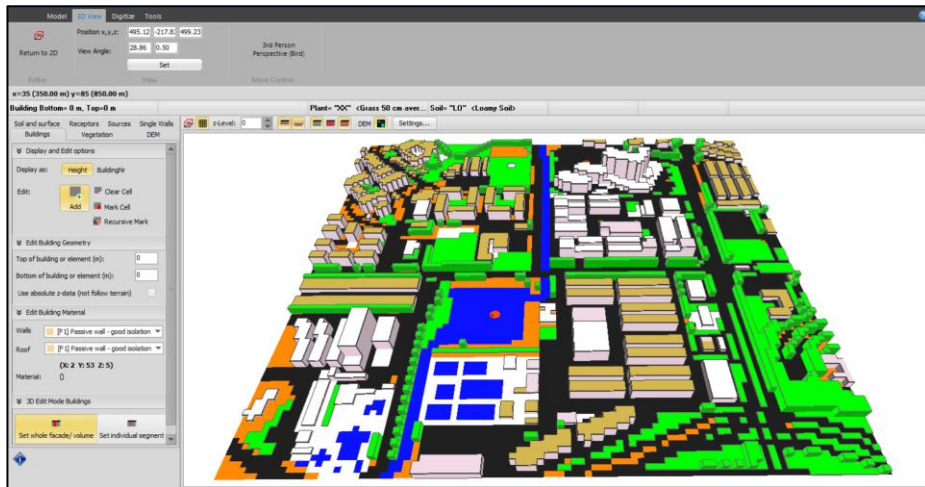 Model 3D View Digitize Tools
Position x,y,z: 495.12 -217.8: 499.23
Return to 2D View Angle: 28.86 0.50
3rd Person
Perspective (Bird)
Set
Editor View Move Control
x=35 (350.00 m) y=85 (850.00 m)
Building Bottom= 0 m, Top=0 m Plant= "XX" <Grass 50 cm aver... Soil= "LO" <Loamy Soil>
Soil and surface Receptors Sources Single Walls
Buildings Vegetation DEM
z-Level: 0 DEM Settings...
Display and Edit options
Display as: Height BuildingNr
Edit: Add Clear Cell
Mark Cell
Recursive Mark
Edit Building Geometry
Top of building or element (m): 0
Bottom of building or element (m): 0
Use absolute z-data (not follow terrain)
Edit Building Material
Walls [P1] Passive wall - good isolation
Roof [P1] Passive wall - good isolation
(X: 2 Y: 53 Z: 5)
Material: ()
3D Edit Mode Buildings
Set whole facade/ volume Set individual segment